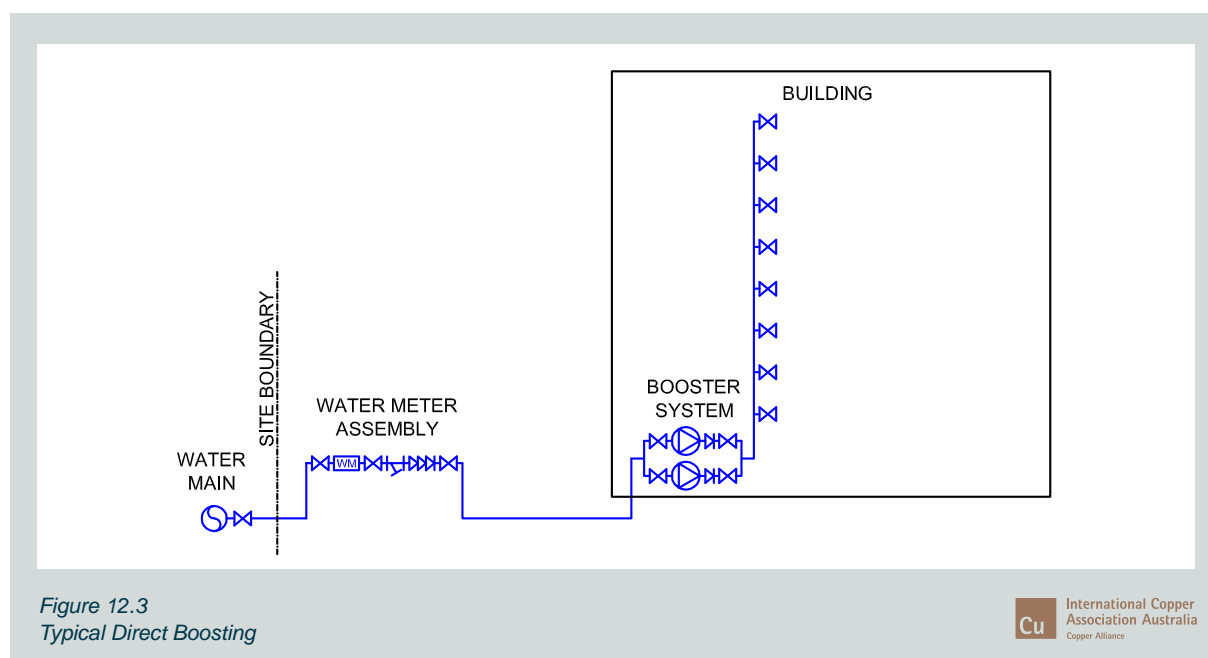 BUILDING
BOOSTER
SYSTEM
SITE BOUNDARY
WATER METER
ASSEMBLY
WM
WATER
MAIN
Figure 12.3
Typical Direct Boosting
Cu
International Copper
Association Australia
Copper Alliance